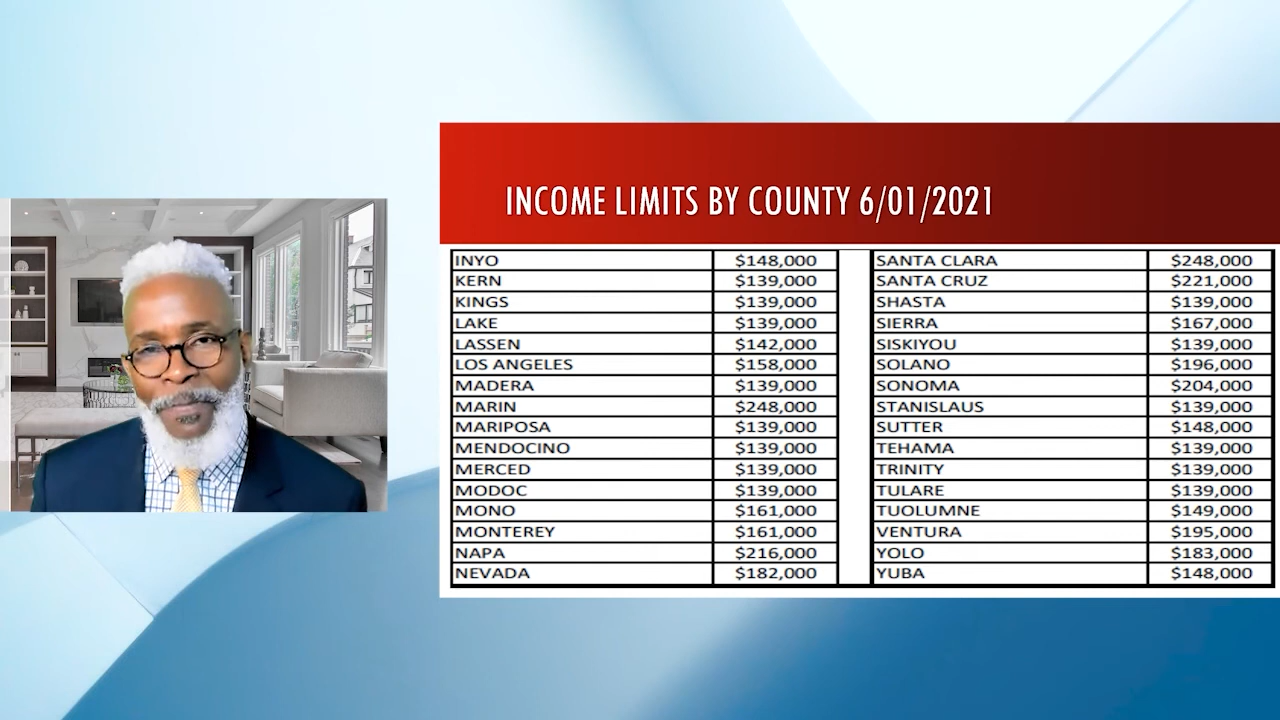 INCOME LIMITS BY COUNTY 6/01/2021
INYO $148,000 SANTA CLARA $248,000
KERN $139,000 SANTA CRUZ $221,000
KINGS $139,000 SHASTA $139,000
LAKE $139,000 SIERRA $167,000
LASSEN $142,000 SISKIYOU $139,000
LOS ANGELES $158,000 SOLANO $196,000
MADERA $139,000 SONOMA $204,000
MARIN $248,000 STANISLAUS $139,000
MARIPOSA $139,000 SUTTER $148,000
MENDOCINO $139,000 TEHAMA $139,000
MERCED $139,000 TRINITY $139,000
MODOC $139,000 TULARE $139,000
MONO $161,000 TUOLUMNE $149,000
MONTEREY $161,000 VENTURA $195,000
NAPA $216,000 YOLO $183,000
NEVADA $182,000 YUBA $148,000